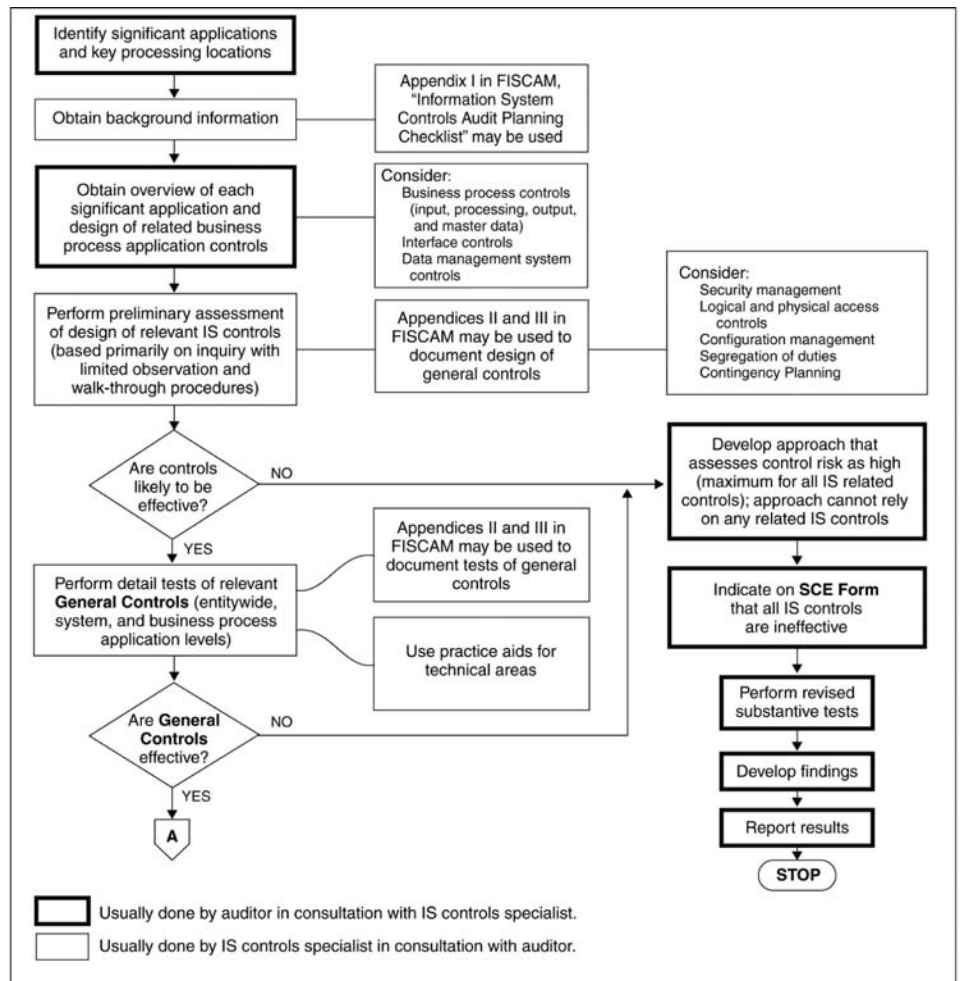 Identify significant applications
and key processing locations
Obtain background information
Appendix I in FISCAM,
“Information System
Controls Audit Planning
Checklist” may be used
Obtain overview of each
significant application and
design of related business
process application controls
Consider:
Business process controls
(input, processing, output,
and master data)
Interface controls
Data management system
controls
Perform preliminary assessment
of design of relevant IS controls
(based primarily on inquiry with
limited observation and
walk-through procedures)
Appendices II and III in
FISCAM may be used to
document design of
general controls
Consider:
Security management
Logical and physical access
controls
Configuration management
Segregation of duties
Contingency Planning
Are controls
likely to be
effective?
NO
YES
Develop approach that
assesses control risk as high
(maximum for all IS related
controls); approach cannot rely
on any related IS controls
Perform detail tests of relevant
General Controls (entitywide,
system, and business process
application levels)
Appendices II and III in
FISCAM may be used to
document tests of general
controls
Use practice aids for
technical areas
Indicate on SCE Form
that all IS controls
are ineffective
Are General
Controls
effective?
NO
YES
A
Perform revised
substantive tests
Develop findings
Report results
STOP
Usually done by auditor in consultation with IS controls specialist.
Usually done by IS controls specialist in consultation with auditor.